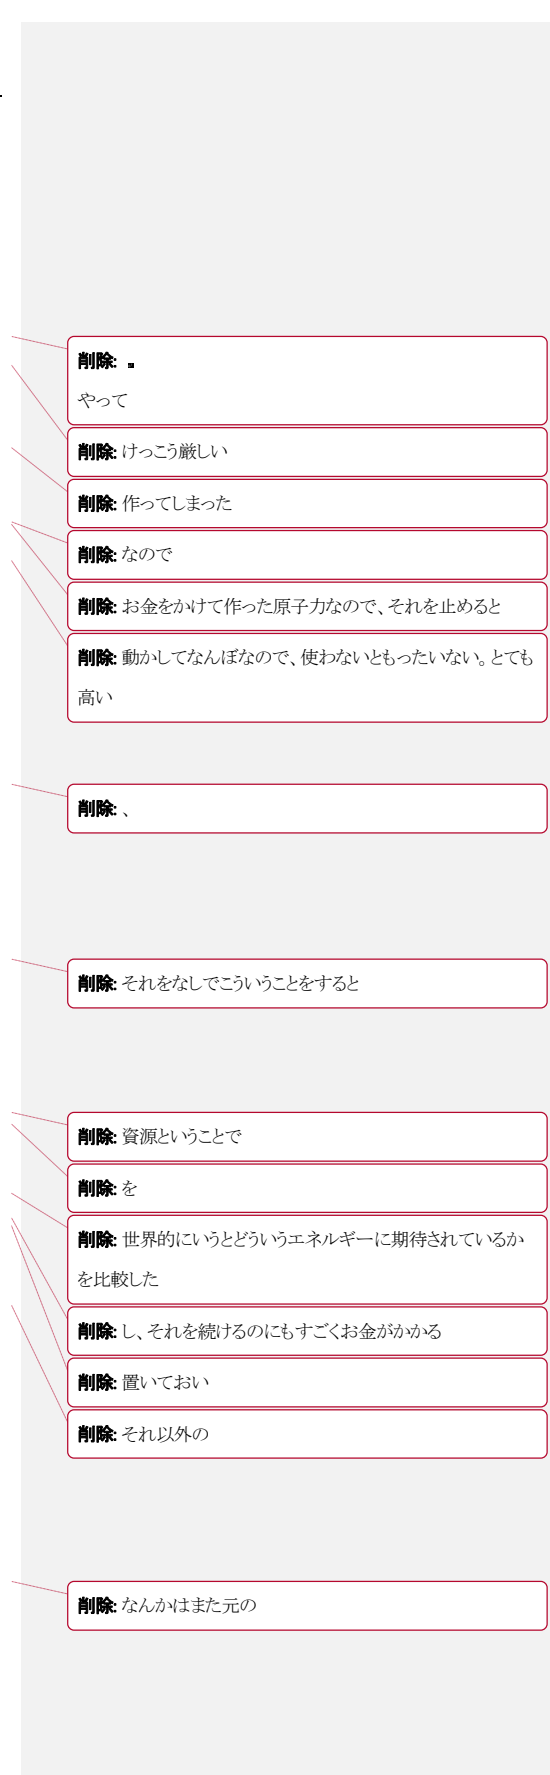 削除: 。
やって
削除: けっこう厳しい
削除: 作ってしまった
削除: なので
削除: お金をかけて作った原子力なので、それを止めると
削除: 動かしてなんぼなので、使わないともったいない。とても
高い
削除: 、
削除: それをなしでこういうことをすると
削除: 資源ということで
削除: を
削除: 世界的にいうとどういうエネルギーに期待されているか
を比較した
削除: し、それを続けるのにもすごくお金がかかる
削除: 置いておい
削除: それ以外の
削除: なんかはまた元の